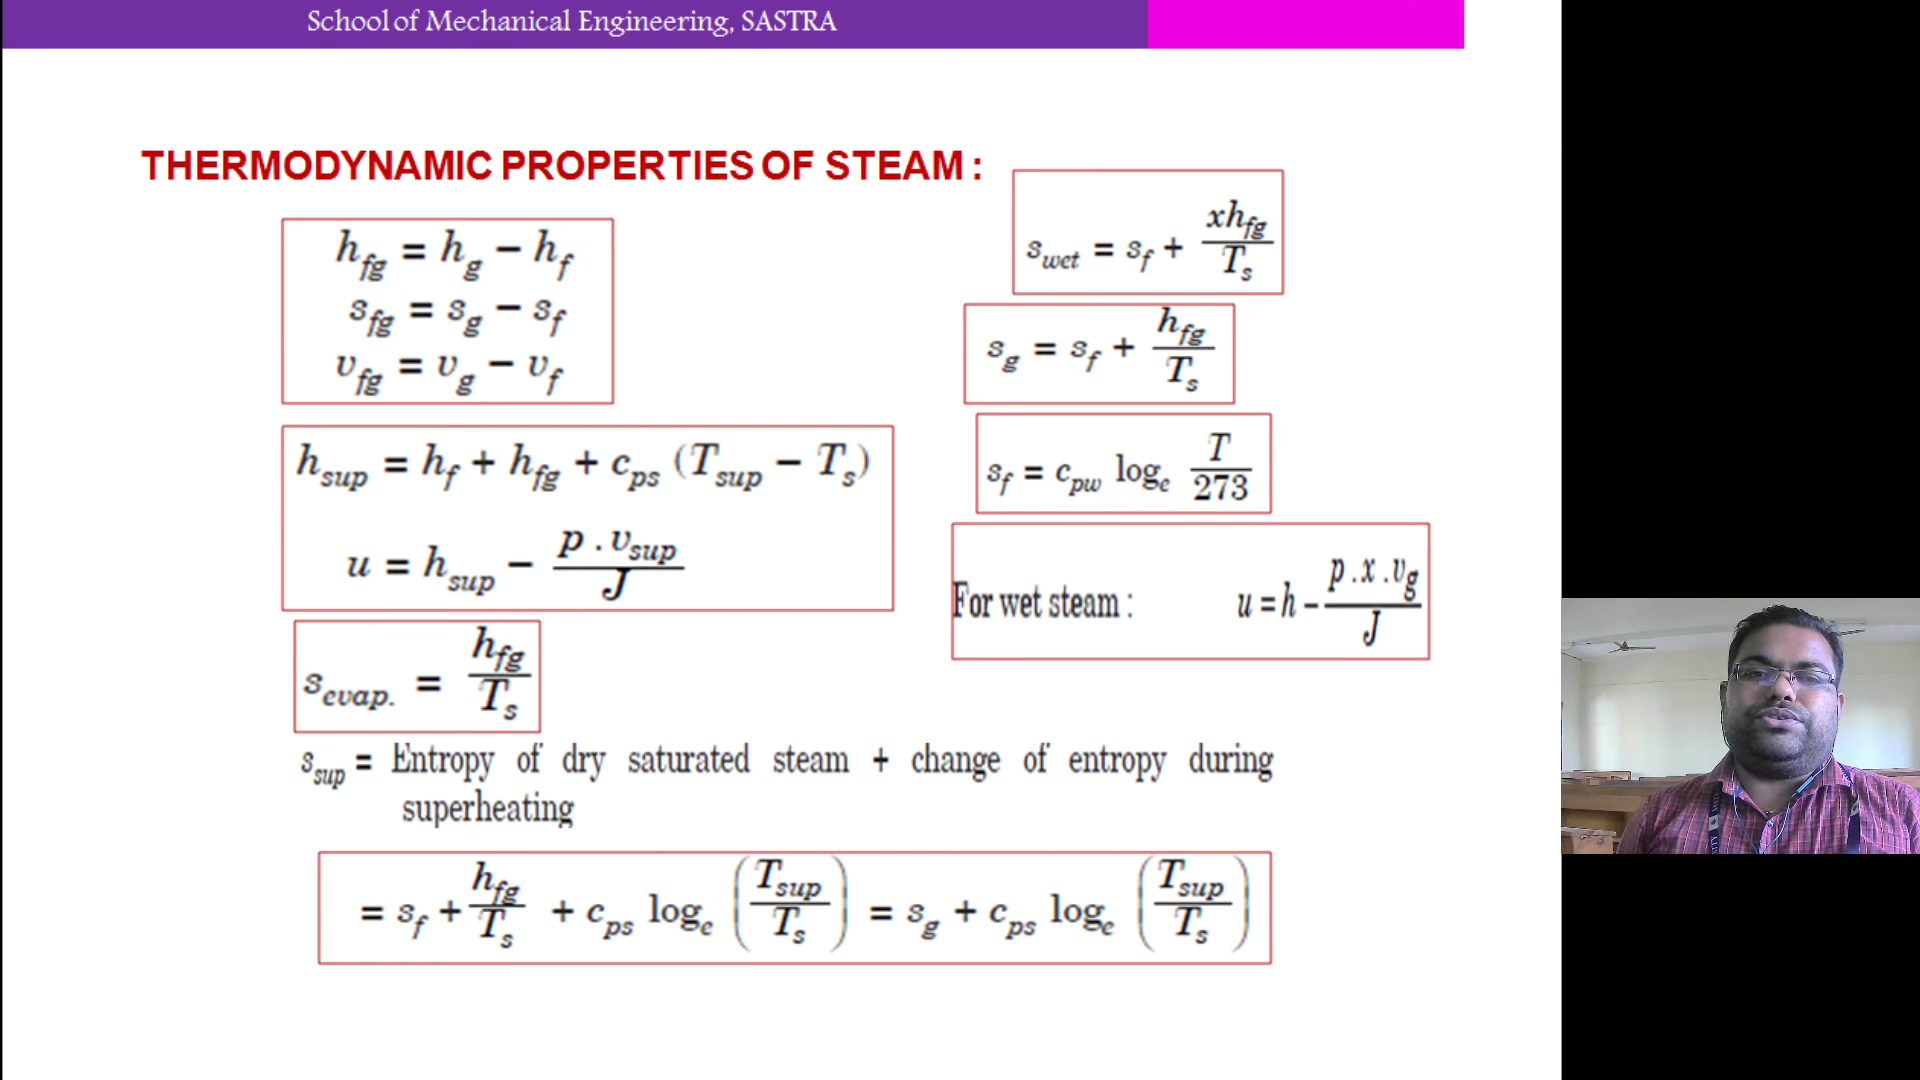 School of Mechanical Engineering, SASTRA
THERMODYNAMIC PROPERTIES OF STEAM :
h_fg = h_g − h_f
s_fg = s_g − s_f
v_fg = v_g − v_f
h_sup = h_f + h_fg + c_ps (T_sup − T_s)
u = h_sup − p . v_sup / J
s_evap. = h_fg / T_s
s_wet = s_f + xh_fg / T_s
s_g = s_f + h_fg / T_s
s_f = c_pw log_e T / 273
For wet steam : u = h − p . x . v_g / J
s_sup = Entropy of dry saturated steam + change of entropy during
superheating
= s_f + h_fg / T_s + c_ps log_e (T_sup / T_s) = s_g + c_ps log_e (T_sup / T_s)